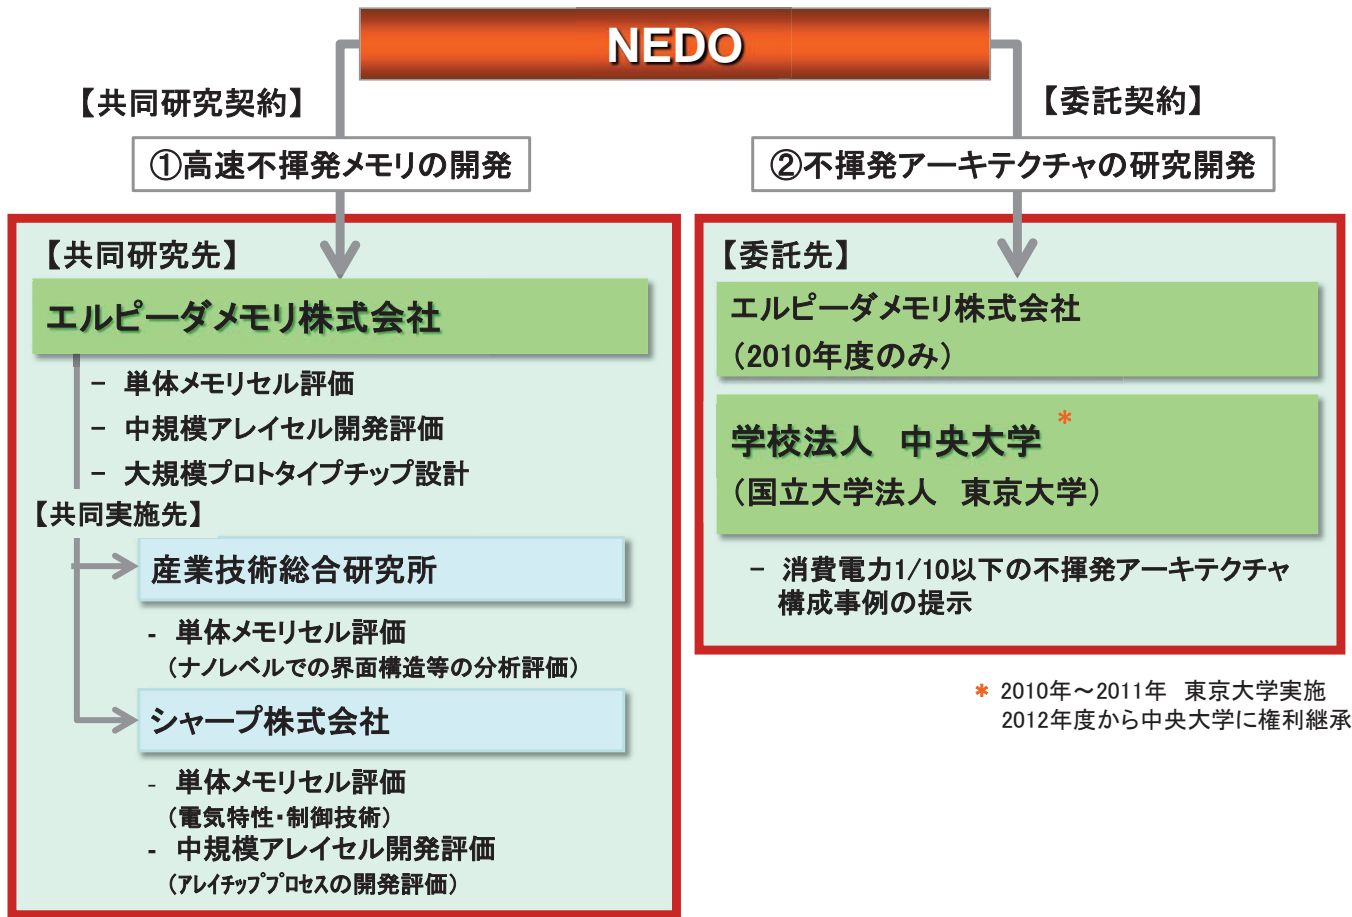 NEDO
【共同研究契約】
①高速不揮発メモリの開発
【共同研究先】
エルピーダメモリ株式会社
－ 単体メモリセル評価
－ 中規模アレイセル開発評価
－ 大規模プロトタイプチップ設計
【共同実施先】
産業技術総合研究所
- 単体メモリセル評価
（ナノレベルでの界面構造等の分析評価）
シャープ株式会社
- 単体メモリセル評価
（電気特性・制御技術）
- 中規模アレイセル開発評価
（ｱﾚｲﾁｯﾌﾟﾌﾟﾛｾｽの開発評価）
【委託契約】
②不揮発アーキテクチャの研究開発
【委託先】
エルピーダメモリ株式会社
（2010年度のみ）
学校法人　中央大学 *
（国立大学法人　東京大学）
－ 消費電力1/10以下の不揮発アーキテクチャ
構成事例の提示
* 2010年～2011年　東京大学実施
2012年度から中央大学に権利継承